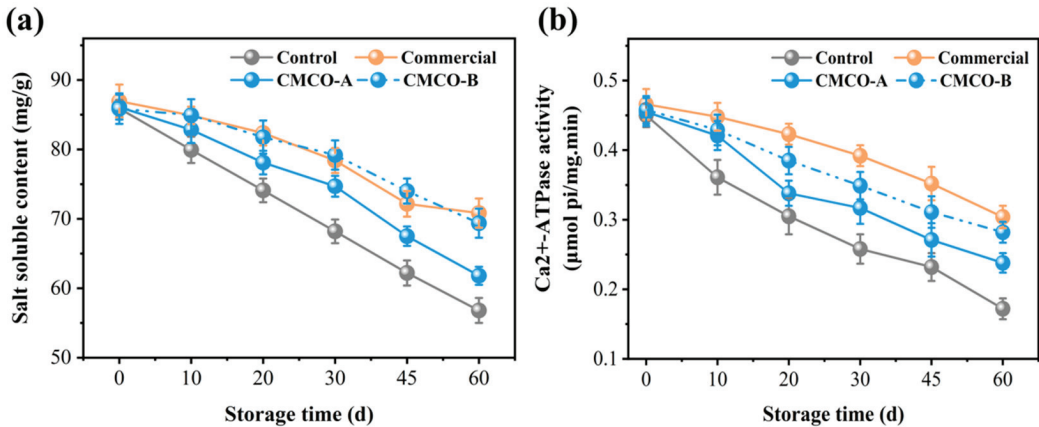 (a)
Control
Commercial
CMCO-A
CMCO-B
Salt soluble content (mg/g)
90
80
70
60
50
0 10 20 30 45 60
Storage time (d)
(b)
Control
Commercial
CMCO-A
CMCO-B
Ca2+-ATPase activity
(μmol pi/mg.min)
0.5
0.4
0.3
0.2
0.1
0 10 20 30 45 60
Storage time (d)